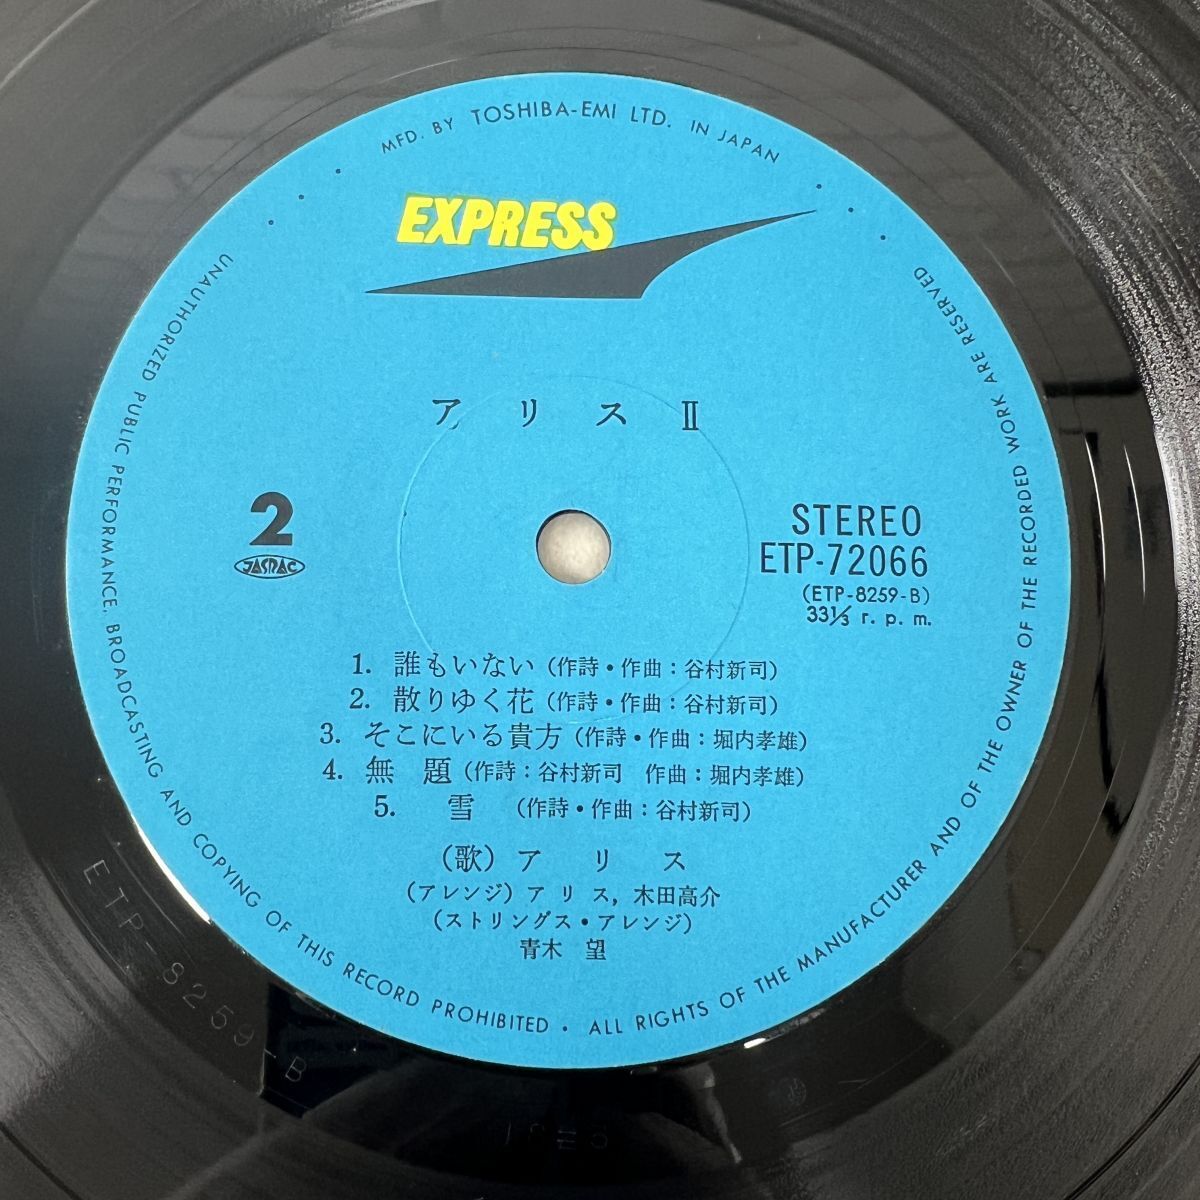 MFD. BY TOSHIBA-EMI LTD. IN JAPAN
EXPRESS
アリスⅡ
2
JASRAC
STEREO
ETP-72066
(ETP-8259-B)
33⅓ r. p. m.
1. 誰もいない (作詩・作曲：谷村新司)
2. 散りゆく花 (作詩・作曲：谷村新司)
3. そこにいる貴方 (作詩・作曲：堀内孝雄)
4. 無 題 (作詩：谷村新司 作曲：堀内孝雄)
5. 雪 (作詩・作曲：谷村新司)
(歌) ア リ ス
(アレンジ) ア リ ス, 木田高介
(ストリングス・アレンジ)
青木 望
UNAUTHORIZED PUBLIC PERFORMANCE, BROADCASTING AND COPYING OF THIS RECORD PROHIBITED • ALL RIGHTS OF THE MANUFACTURER AND OF THE OWNER OF THE RECORDED WORK ARE RESERVED
ETP-8259-B